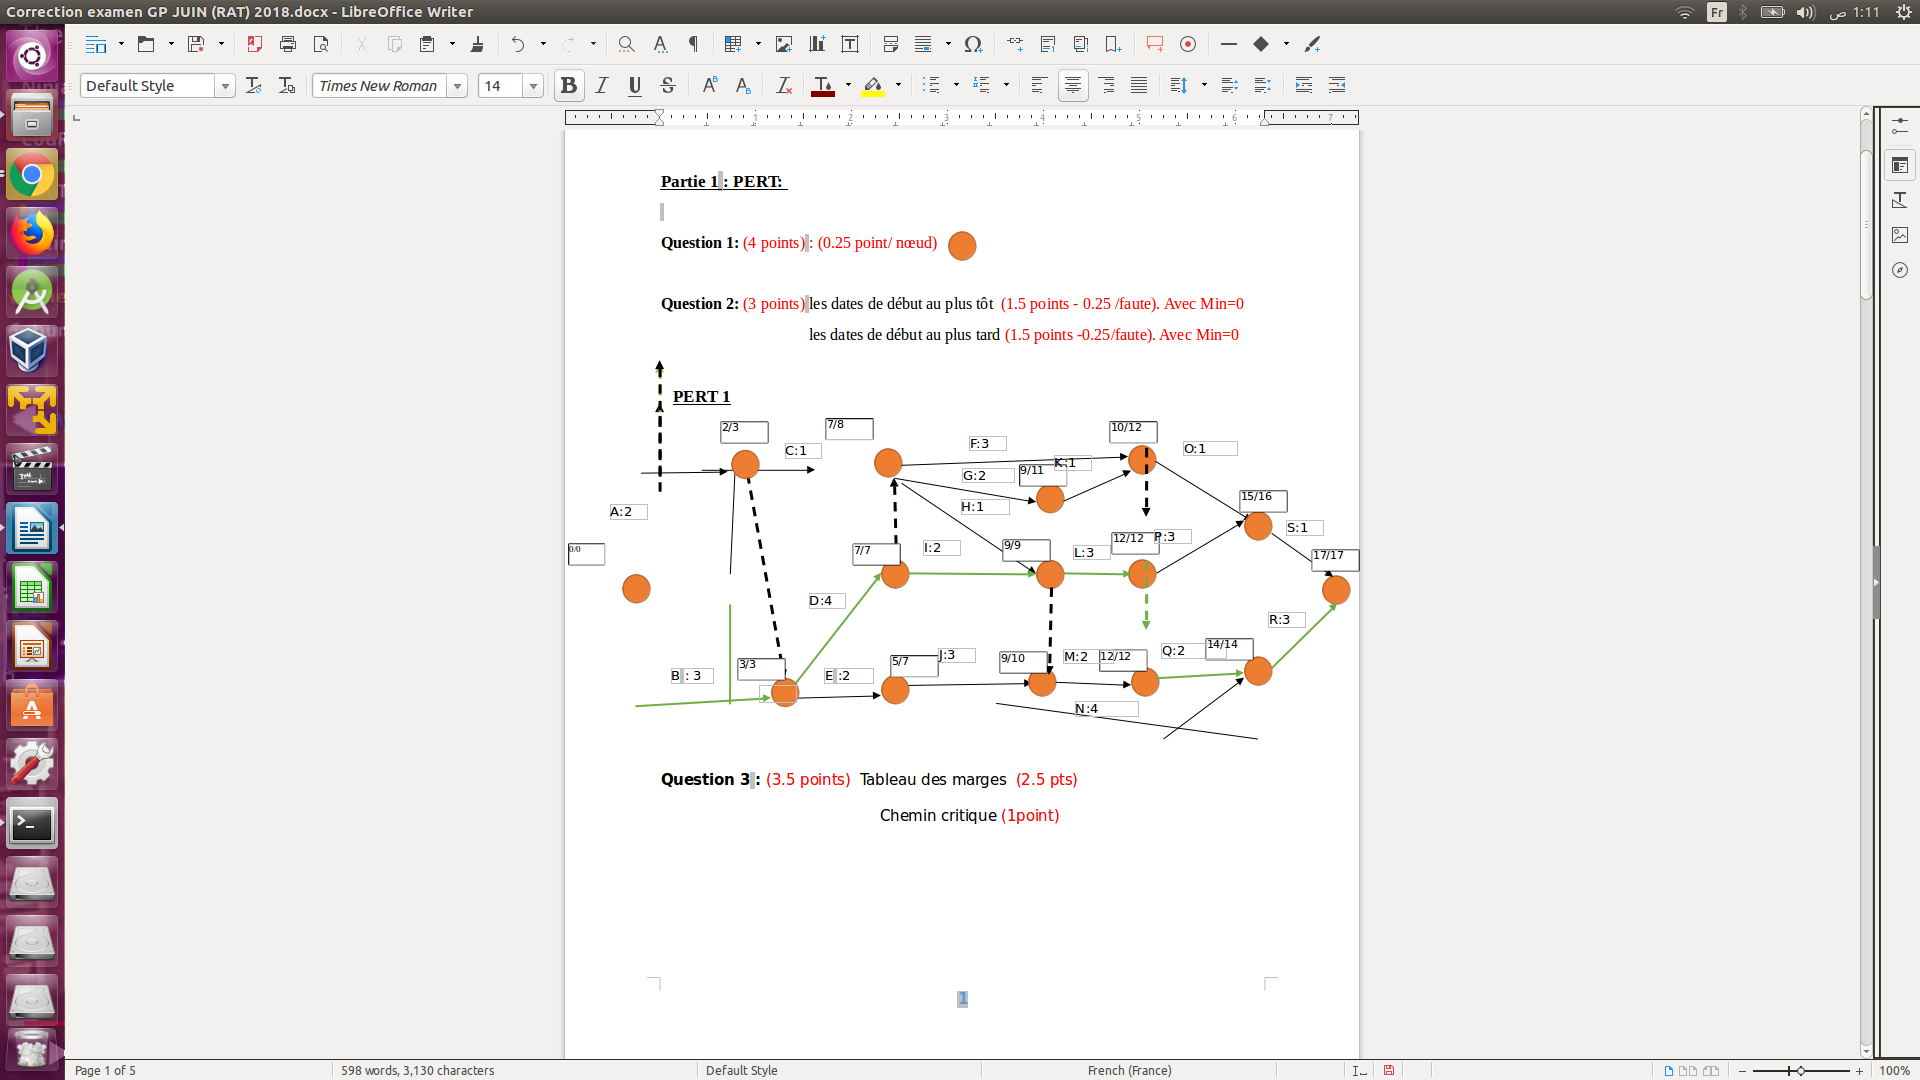 Correction examen GP JUIN (RAT) 2018.docx - LibreOffice Writer
Fr
1:11 ص
Default Style
Times New Roman
14
1 2 3 4 5 6 7
Partie 1 : PERT:
Question 1: (4 points) : (0.25 point/ nœud)
Question 2: (3 points) les dates de début au plus tôt (1.5 points - 0.25 /faute). Avec Min=0
les dates de début au plus tard (1.5 points -0.25/faute). Avec Min=0
PERT 1
2/3
7/8
10/12
C:1
F:3
O:1
K:1
G:2
9/11
H:1
15/16
A:2
S:1
0/0
7/7
I:2
9/9
L:3
12/12
P:3
17/17
D:4
R:3
B : 3
3/3
E :2
5/7
J:3
9/10
M:2
12/12
Q:2
14/14
N:4
Question 3 : (3.5 points) Tableau des marges (2.5 pts)
Chemin critique (1point)
1
Page 1 of 5
598 words, 3,130 characters
Default Style
French (France)
100%